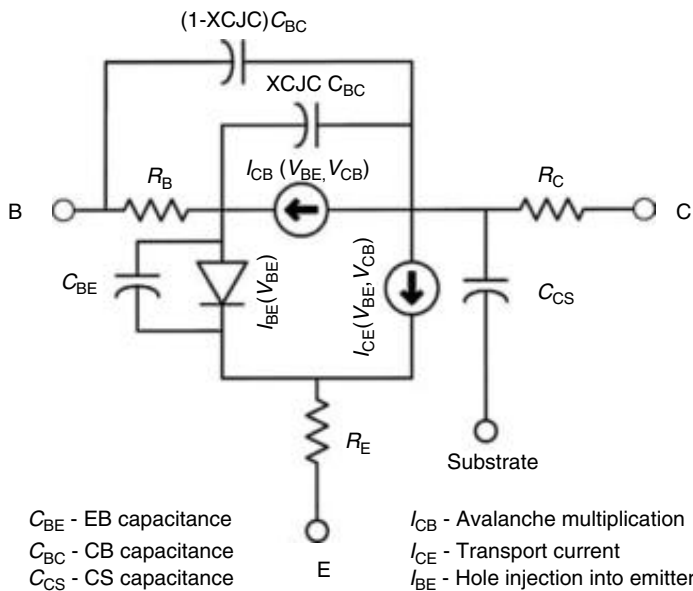 (1-XCJC)C_BC
XCJC C_BC
I_CB (V_BE, V_CB)
R_B
R_C
B
C
C_BE
I_BE(V_BE)
I_CE(V_BE, V_CB)
C_CS
R_E
Substrate
E
C_BE - EB capacitance
C_BC - CB capacitance
C_CS - CS capacitance
I_CB - Avalanche multiplication
I_CE - Transport current
I_BE - Hole injection into emitter